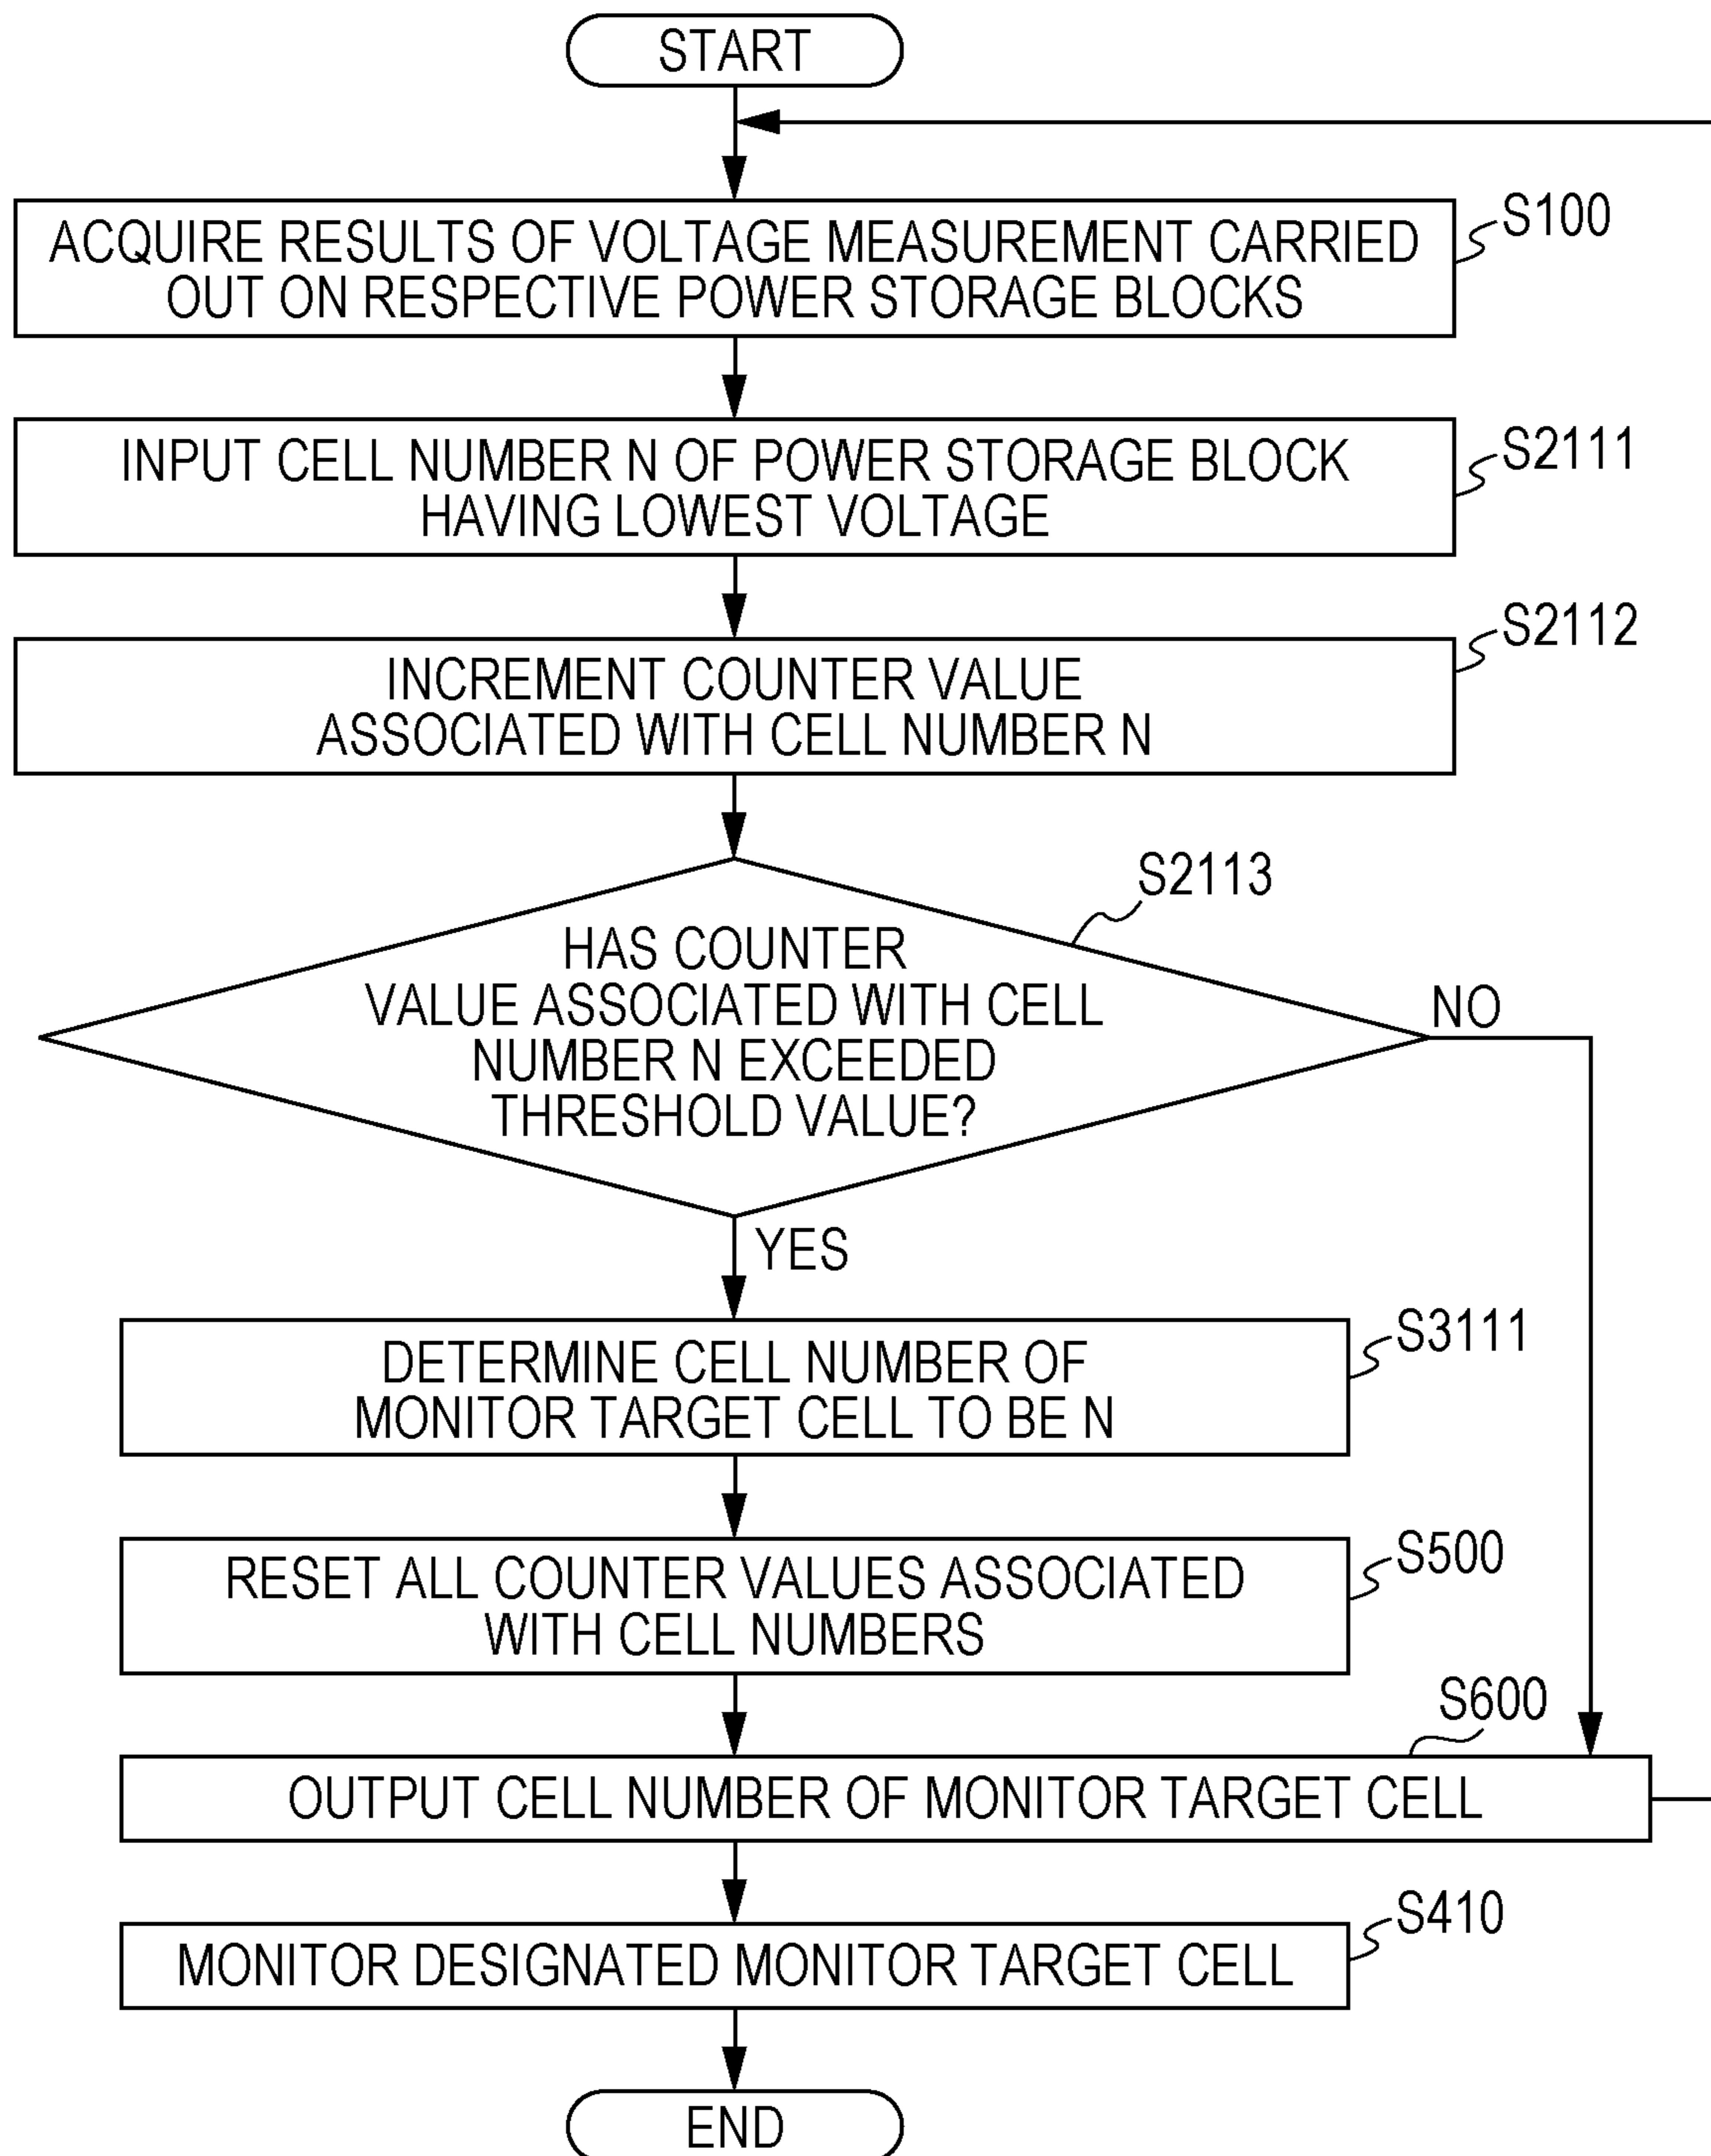 START
ACQUIRE RESULTS OF VOLTAGE MEASUREMENT CARRIED
OUT ON RESPECTIVE POWER STORAGE BLOCKS
S100
INPUT CELL NUMBER N OF POWER STORAGE BLOCK
HAVING LOWEST VOLTAGE
S2111
INCREMENT COUNTER VALUE
ASSOCIATED WITH CELL NUMBER N
S2112
HAS COUNTER
VALUE ASSOCIATED WITH CELL
NUMBER N EXCEEDED
THRESHOLD VALUE?
S2113
NO
YES
DETERMINE CELL NUMBER OF
MONITOR TARGET CELL TO BE N
S3111
RESET ALL COUNTER VALUES ASSOCIATED
WITH CELL NUMBERS
S500
OUTPUT CELL NUMBER OF MONITOR TARGET CELL
S600
MONITOR DESIGNATED MONITOR TARGET CELL
S410
END